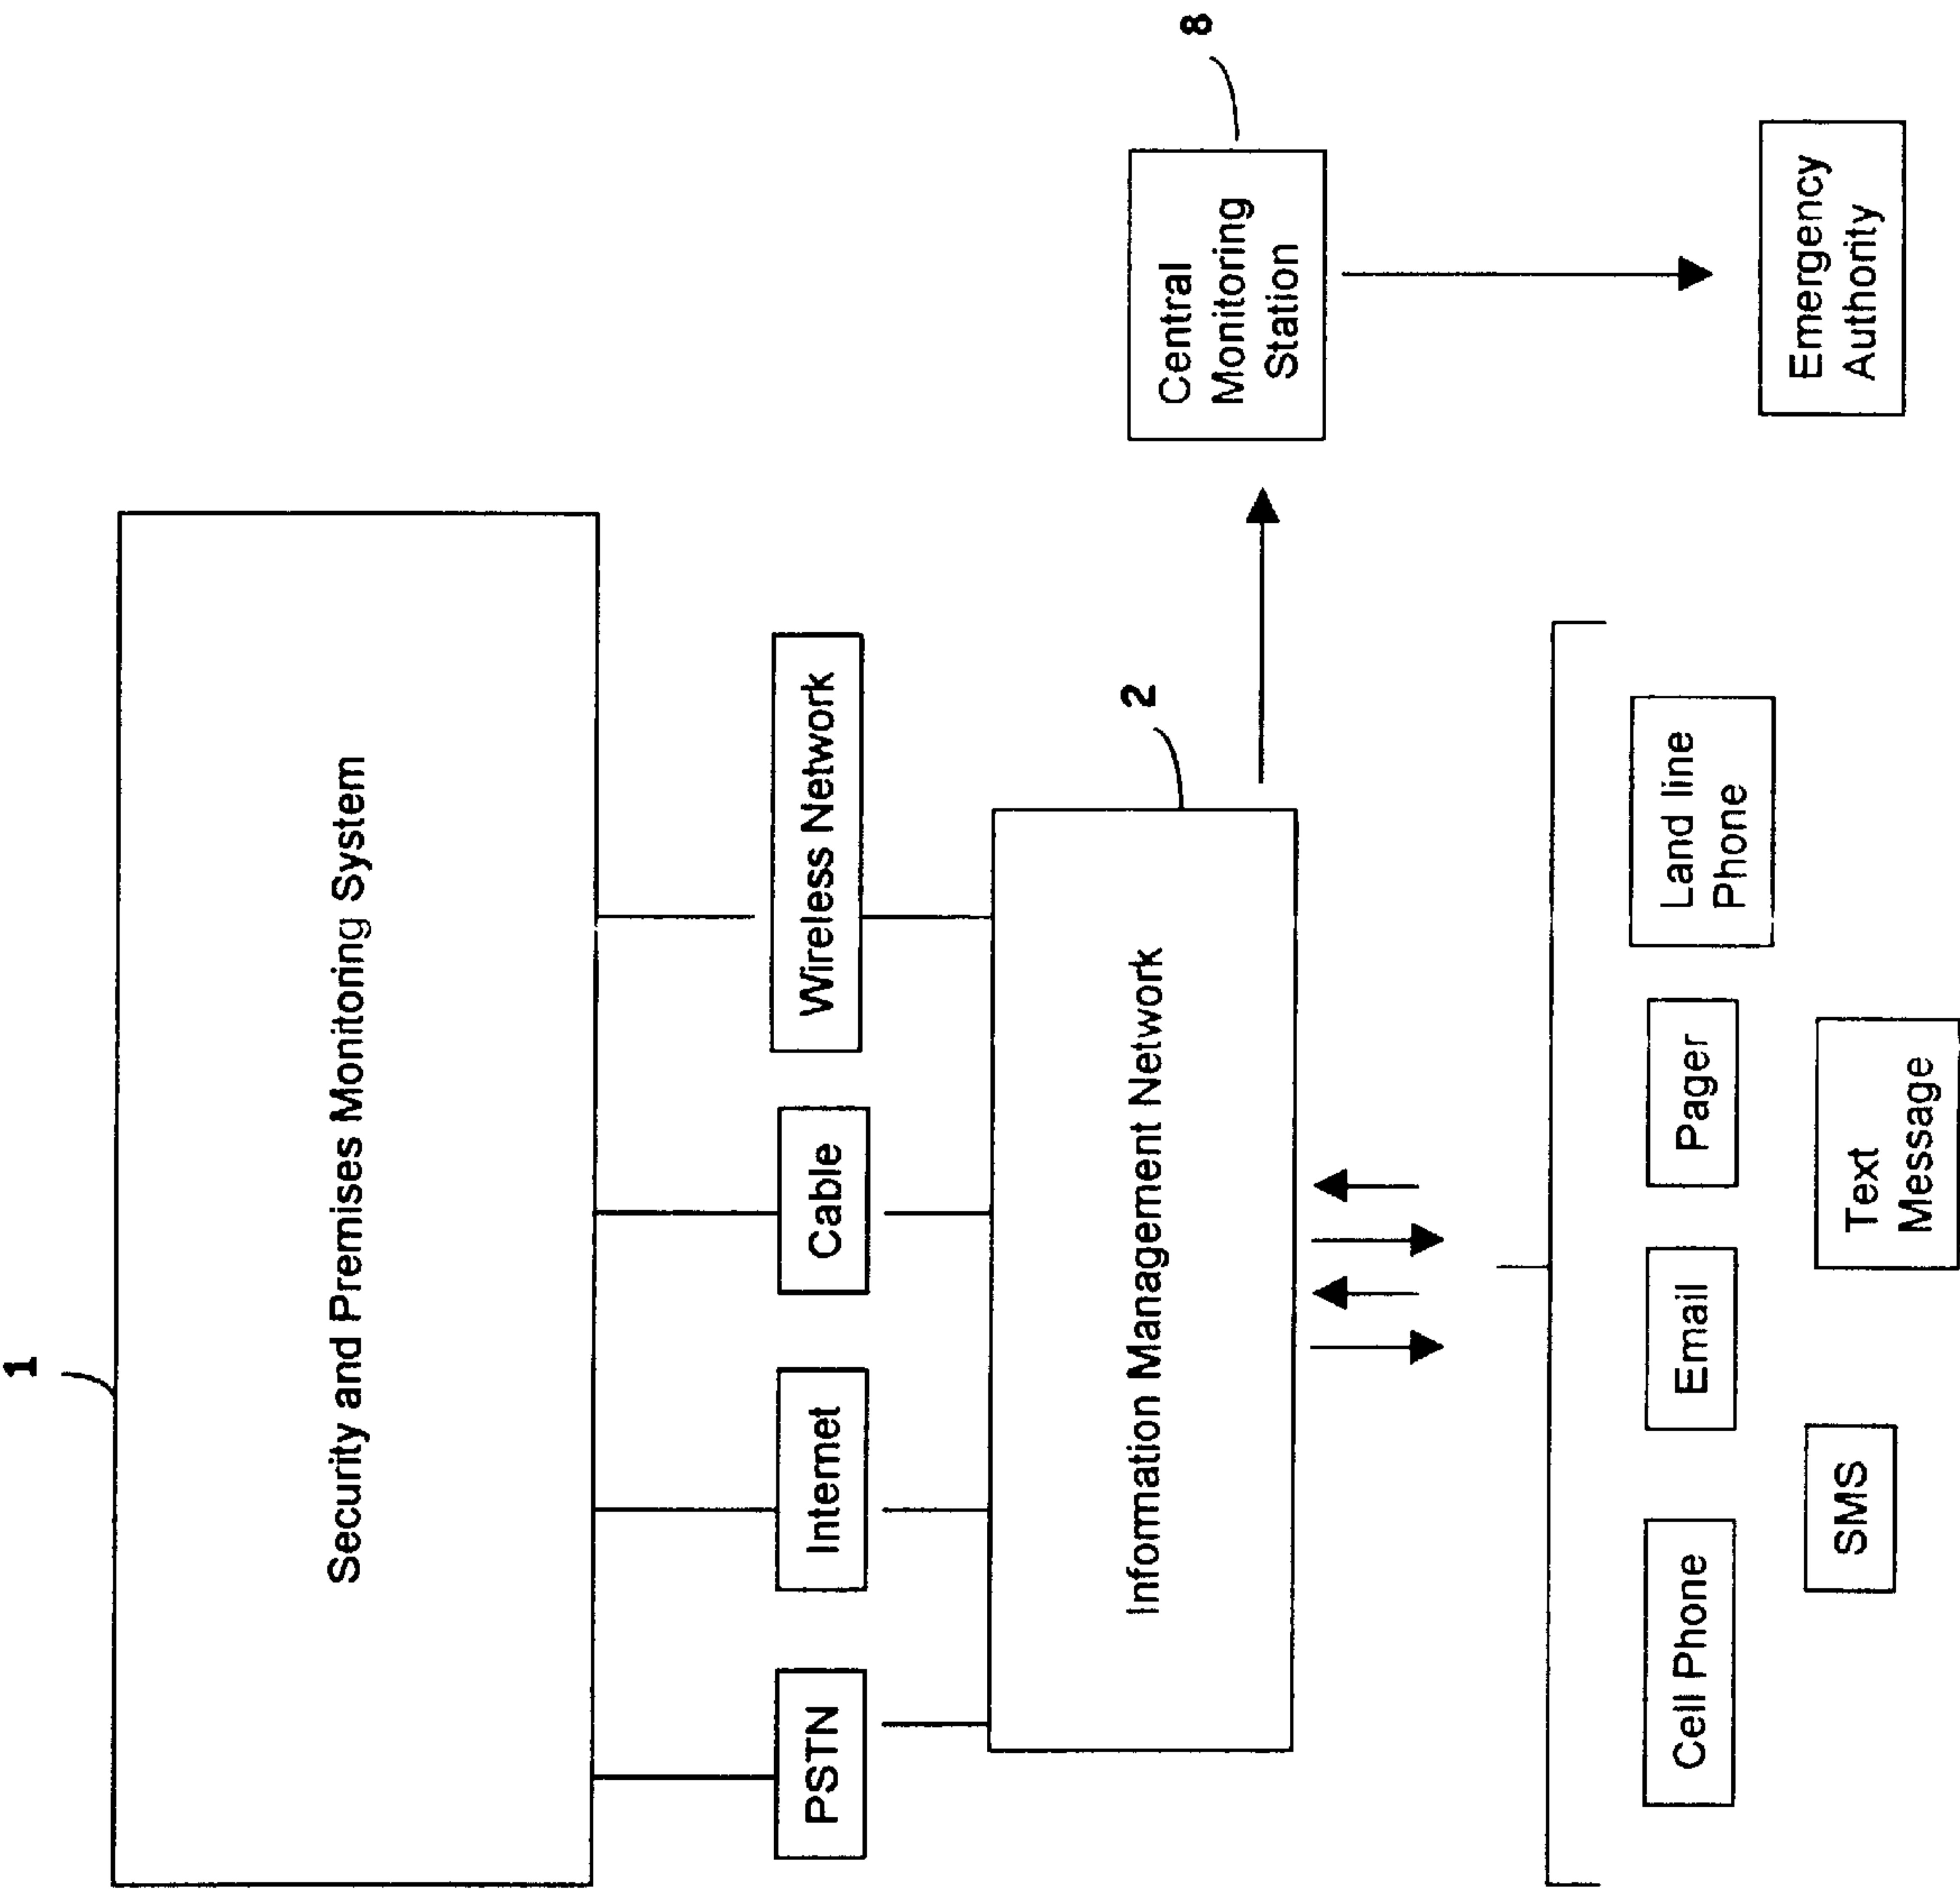 1
Security and Premises Monitoring System
PSTN
Internet
Cable
Wireless Network
2
Information Management Network
8
Central
Monitoring
Station
Cell Phone
Email
Pager
Land line
Phone
SMS
Text
Message
Emergency
Authority